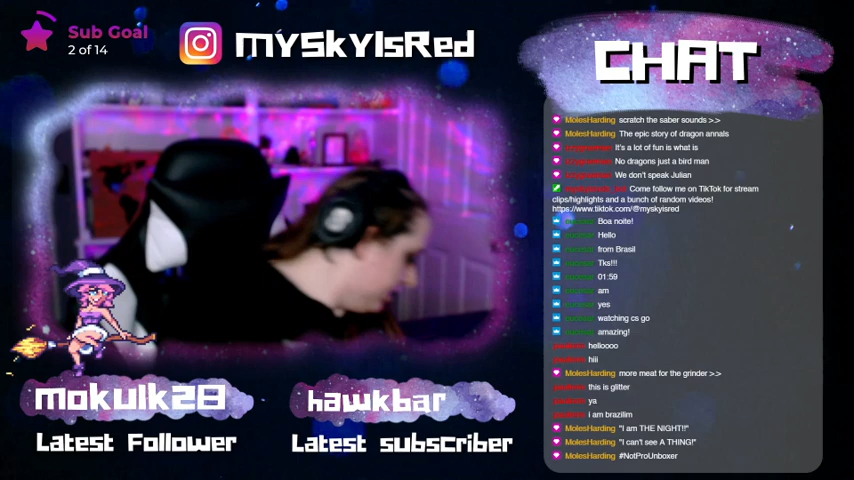 Sub Goal
2 of 14
MYSkYIsRed
CHAT
MolesHarding scratch the saber sounds >.>
MolesHarding The epic story of dragon annals
It's a lot of fun is what is
No dragons just a bird man
We don't speak Julian
Come follow me on TikTok for stream
clips/highlights and a bunch of random videos!
https://www.tiktok.com/@myskyisred
Boa noite!
Hello
from Brasil
Tks!!!
01:59
am
yes
watching cs go
amazing!
helloooo
hiii
MolesHarding more meat for the grinder >.>
this is glitter
ya
i am brazilim
MolesHarding "I am THE NIGHT!!"
MolesHarding "I can't see A THING!"
MolesHarding #NotProUnboxer
mokulk28
Latest Follower
hawkbar
Latest subscriber